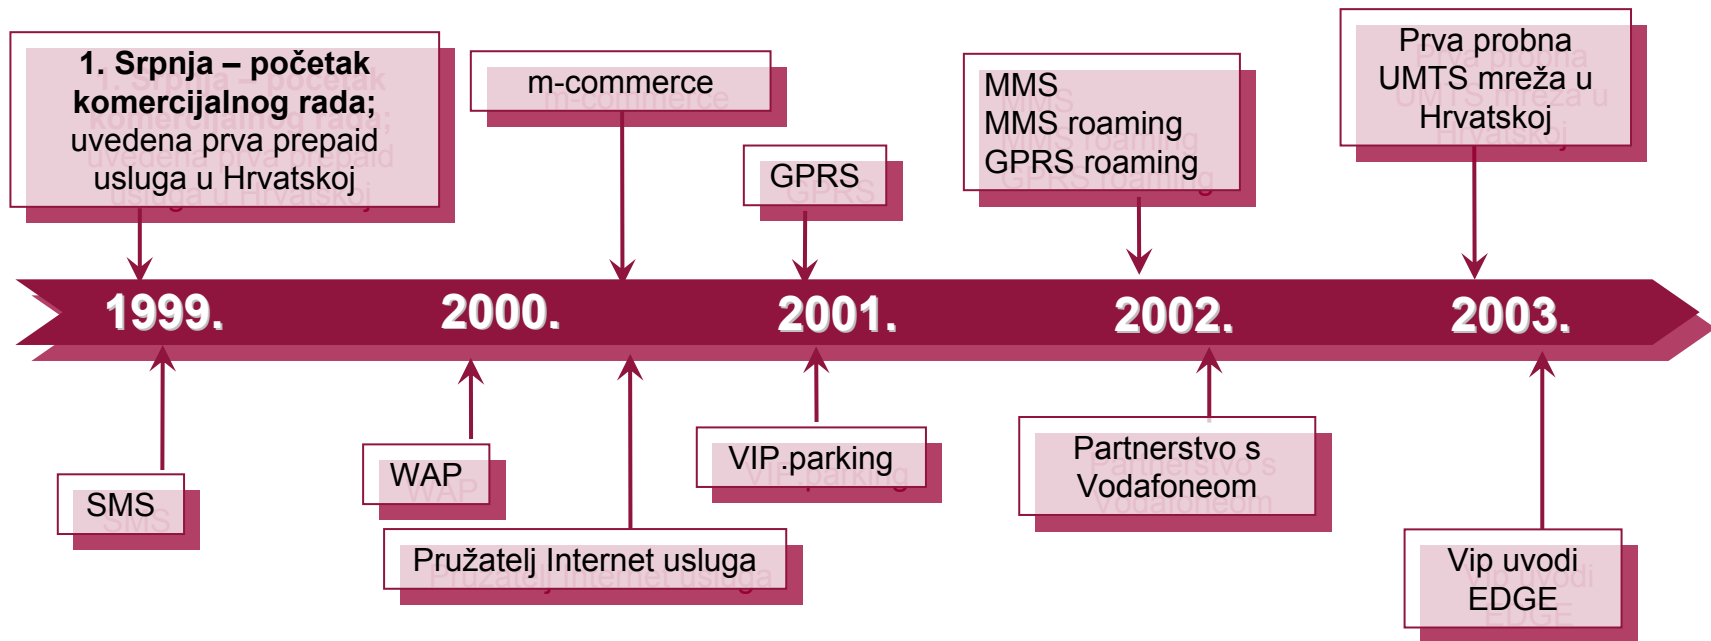 1. Srpnja – početak
komercijalnog rada;
uvedena prva prepaid
usluga u Hrvatskoj
m-commerce
GPRS
MMS
MMS roaming
GPRS roaming
Prva probna
UMTS mreža u
Hrvatskoj
1999.
2000.
2001.
2002.
2003.
SMS
WAP
Pružatelj Internet usluga
VIP.parking
Partnerstvo s
Vodafoneom
Vip uvodi
EDGE